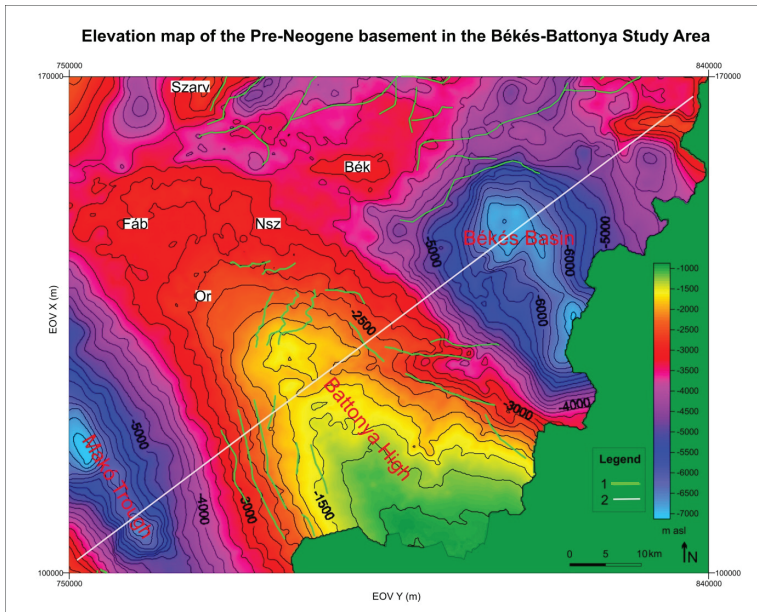 Elevation map of the Pre-Neogene basement in the Békés-Battonya Study Area
750000
840000
170000
170000
Szarv
Bék
Fáb
Nsz
Or
-5000
Békés Basin
-5000
6000
-6000
-2500
Battonya High
-3000
-4000
-5000
Makó Trough
-4000
-3000
-1500
EOV X (m)
-1000
-1500
-2000
-2500
-3000
-3500
-4000
-4500
-5000
-5500
-6000
-6500
-7000
m asl
Legend
1
2
0 5 10km
N
100000
100000
750000
840000
EOV Y (m)